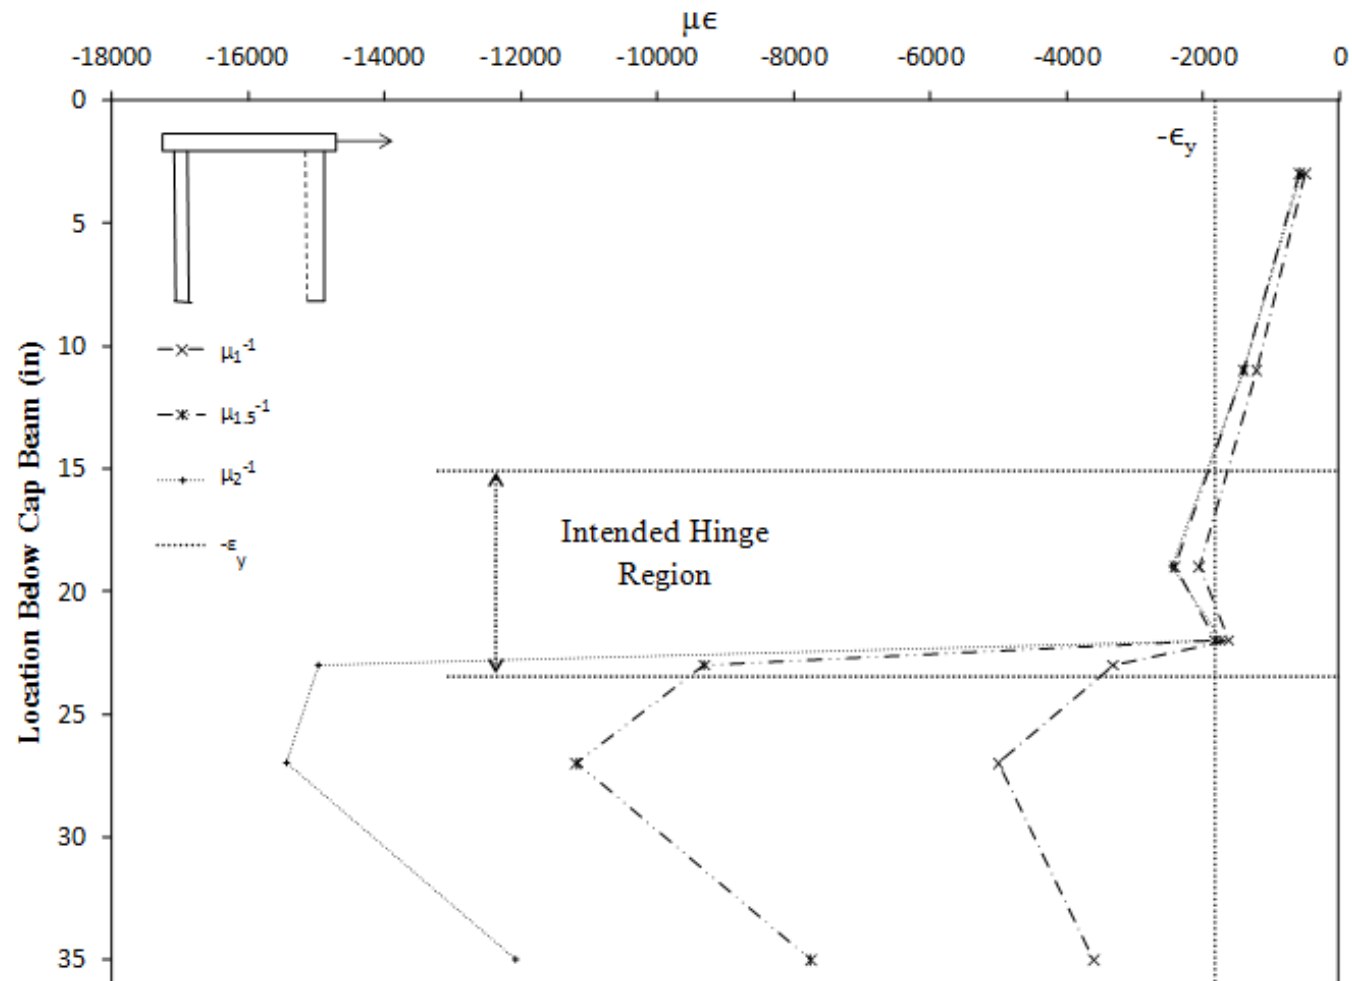 με
-18000 -16000 -14000 -12000 -10000 -8000 -6000 -4000 -2000 0
0
-ϵy
5
10
μ1-1
μ1.5-1
15
μ2-1
Intended Hinge
Region
-εy
20
25
30
35
Location Below Cap Beam (in)